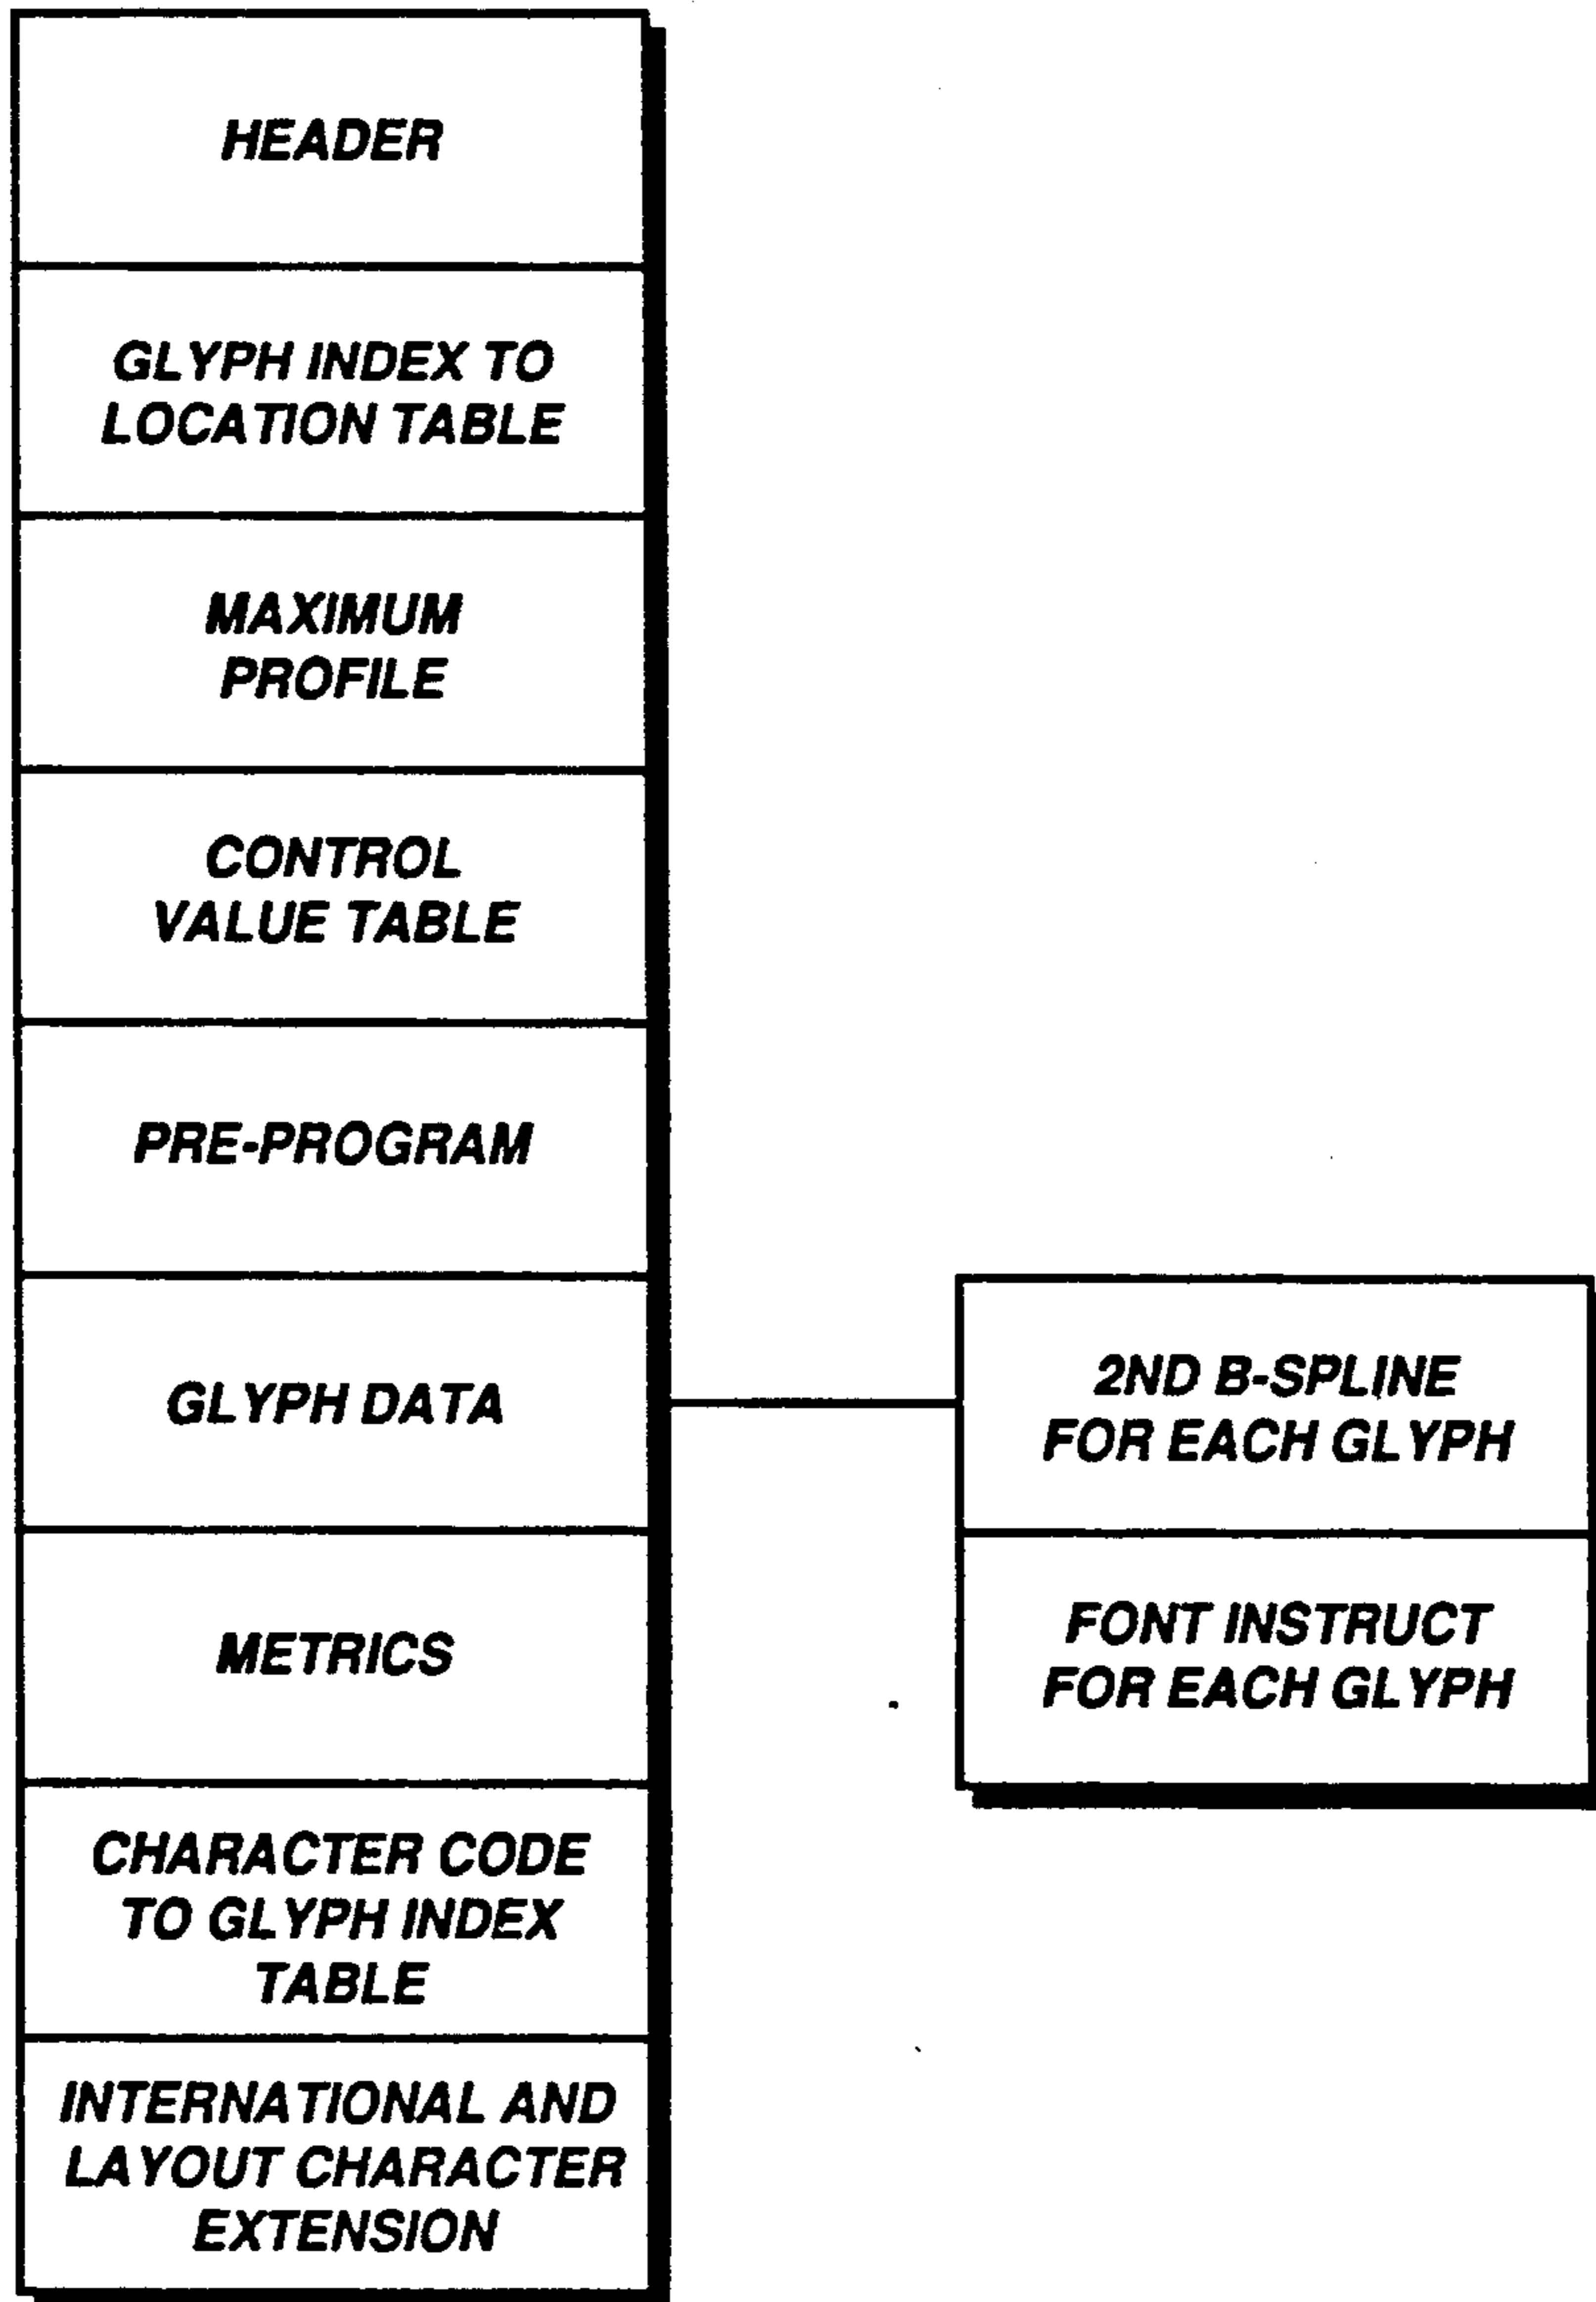 HEADER
GLYPH INDEX TO
LOCATION TABLE
MAXIMUM
PROFILE
CONTROL
VALUE TABLE
PRE-PROGRAM
GLYPH DATA
METRICS
CHARACTER CODE
TO GLYPH INDEX
TABLE
INTERNATIONAL AND
LAYOUT CHARACTER
EXTENSION
2ND B-SPLINE
FOR EACH GLYPH
FONT INSTRUCT
FOR EACH GLYPH